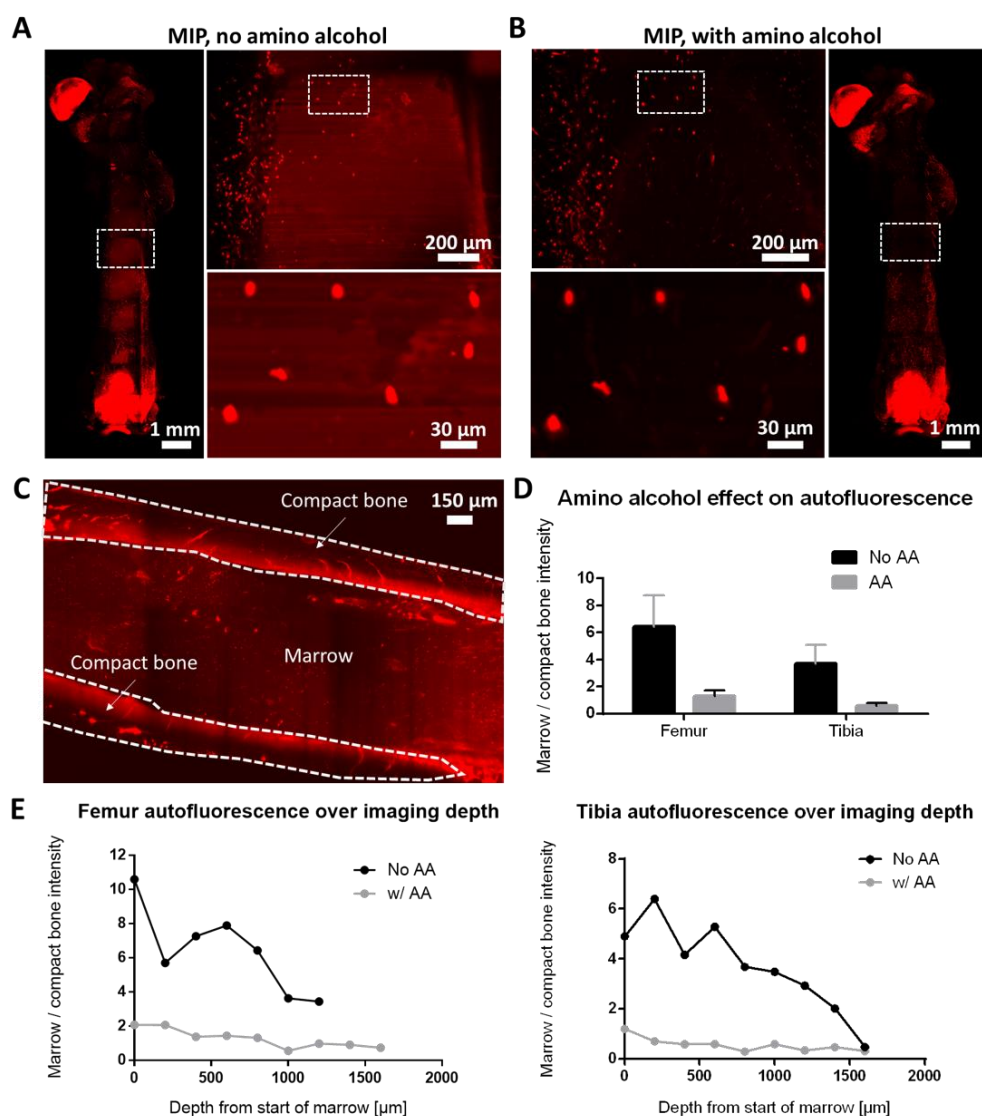 A
MIP, no amino alcohol
200 µm
1 mm
30 µm
B
MIP, with amino alcohol
200 µm
30 µm
1 mm
C
Compact bone
150 µm
Marrow
Compact bone
D
Amino alcohol effect on autofluorescence
No AA
AA
Marrow / compact bone intensity
8
6
4
2
0
Femur
Tibia
E
Femur autofluorescence over imaging depth
No AA
w/ AA
Marrow / compact bone intensity
12
10
8
6
4
2
0
0
500
1000
1500
2000
Depth from start of marrow [µm]
Tibia autofluorescence over imaging depth
No AA
w/ AA
Marrow / compact bone intensity
8
6
4
2
0
0
500
1000
1500
2000
Depth from start of marrow [µm]